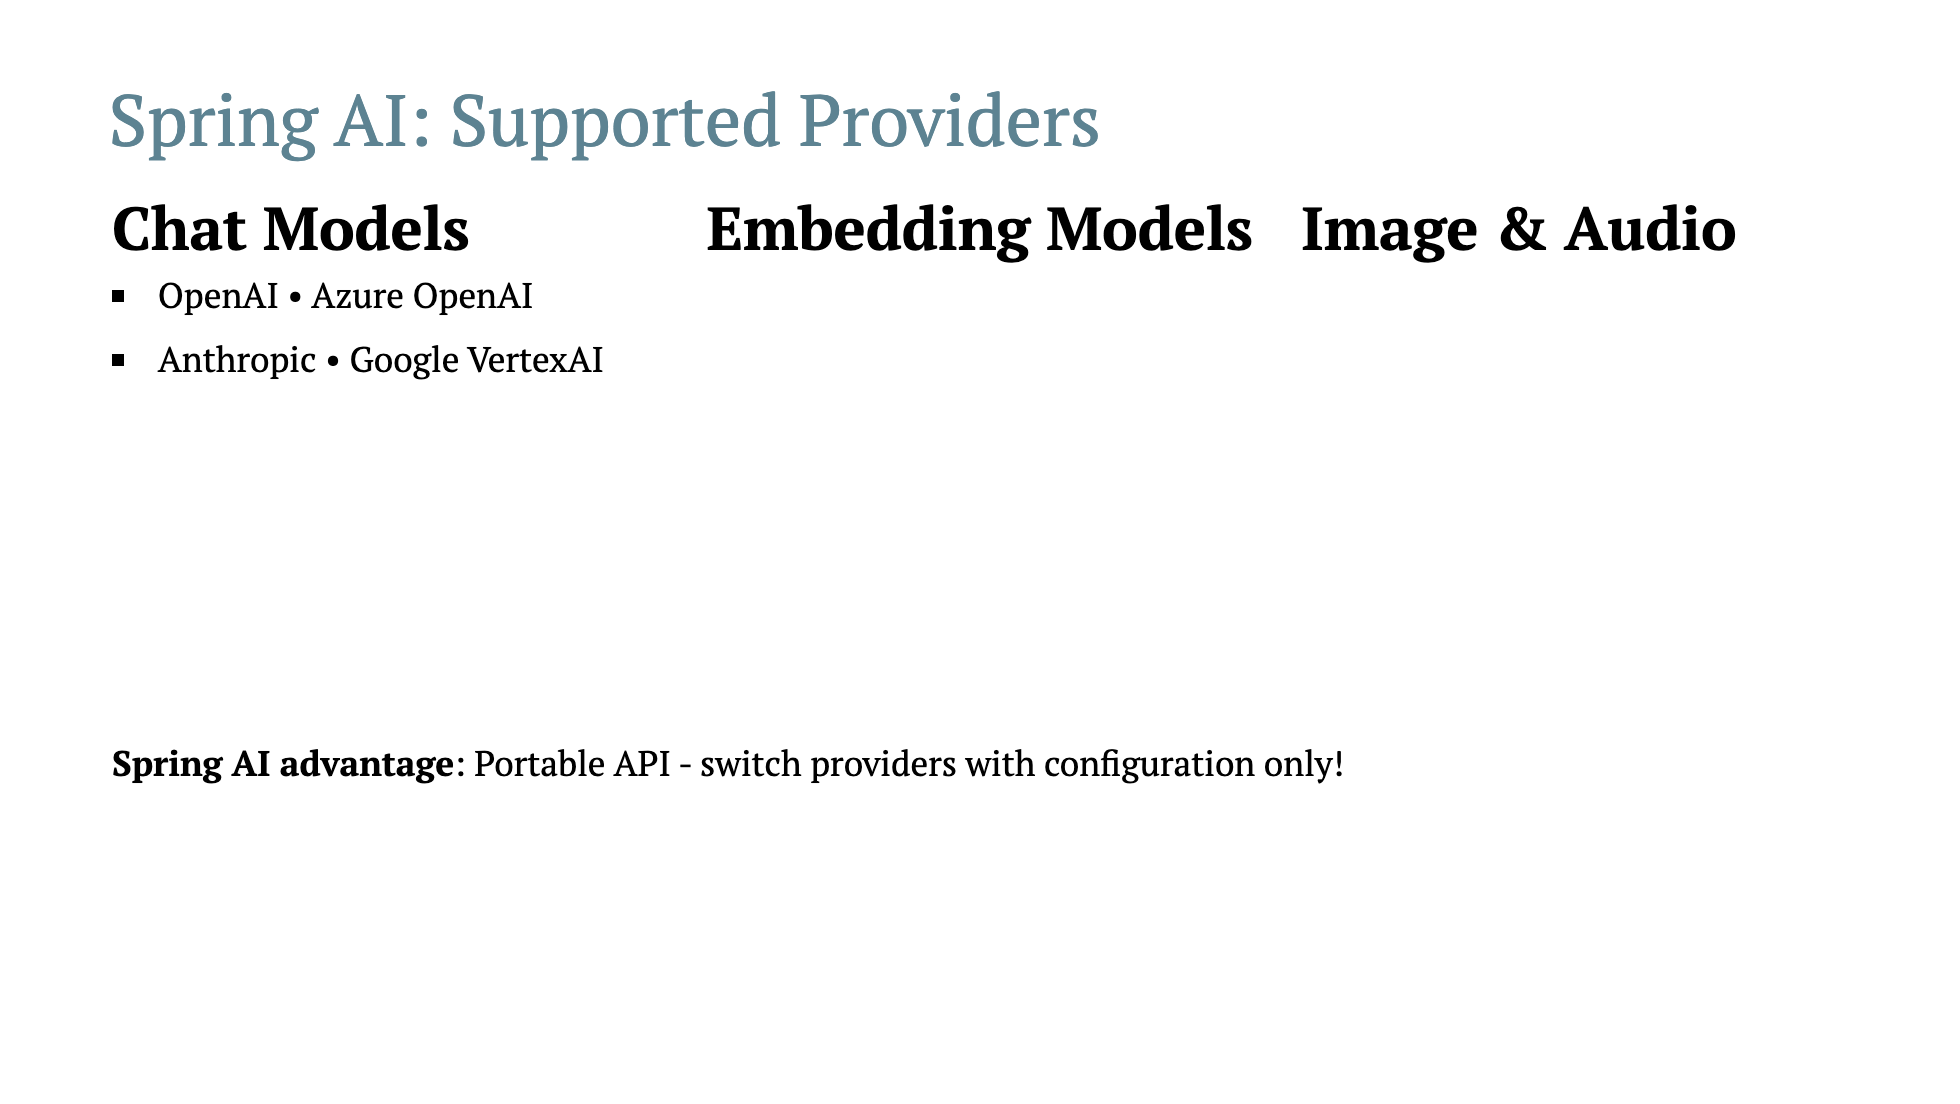 Spring AI: Supported Providers
Chat Models
▪ OpenAI • Azure OpenAI
▪ Anthropic • Google VertexAI
Embedding Models
Image & Audio
Spring AI advantage: Portable API - switch providers with configuration only!